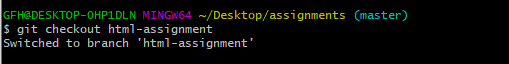 GFH@DESKTOP-OHP1DLN MINGW64 ~/Desktop/assignments (master)
$ git checkout html-assignment
Switched to branch 'html-assignment'